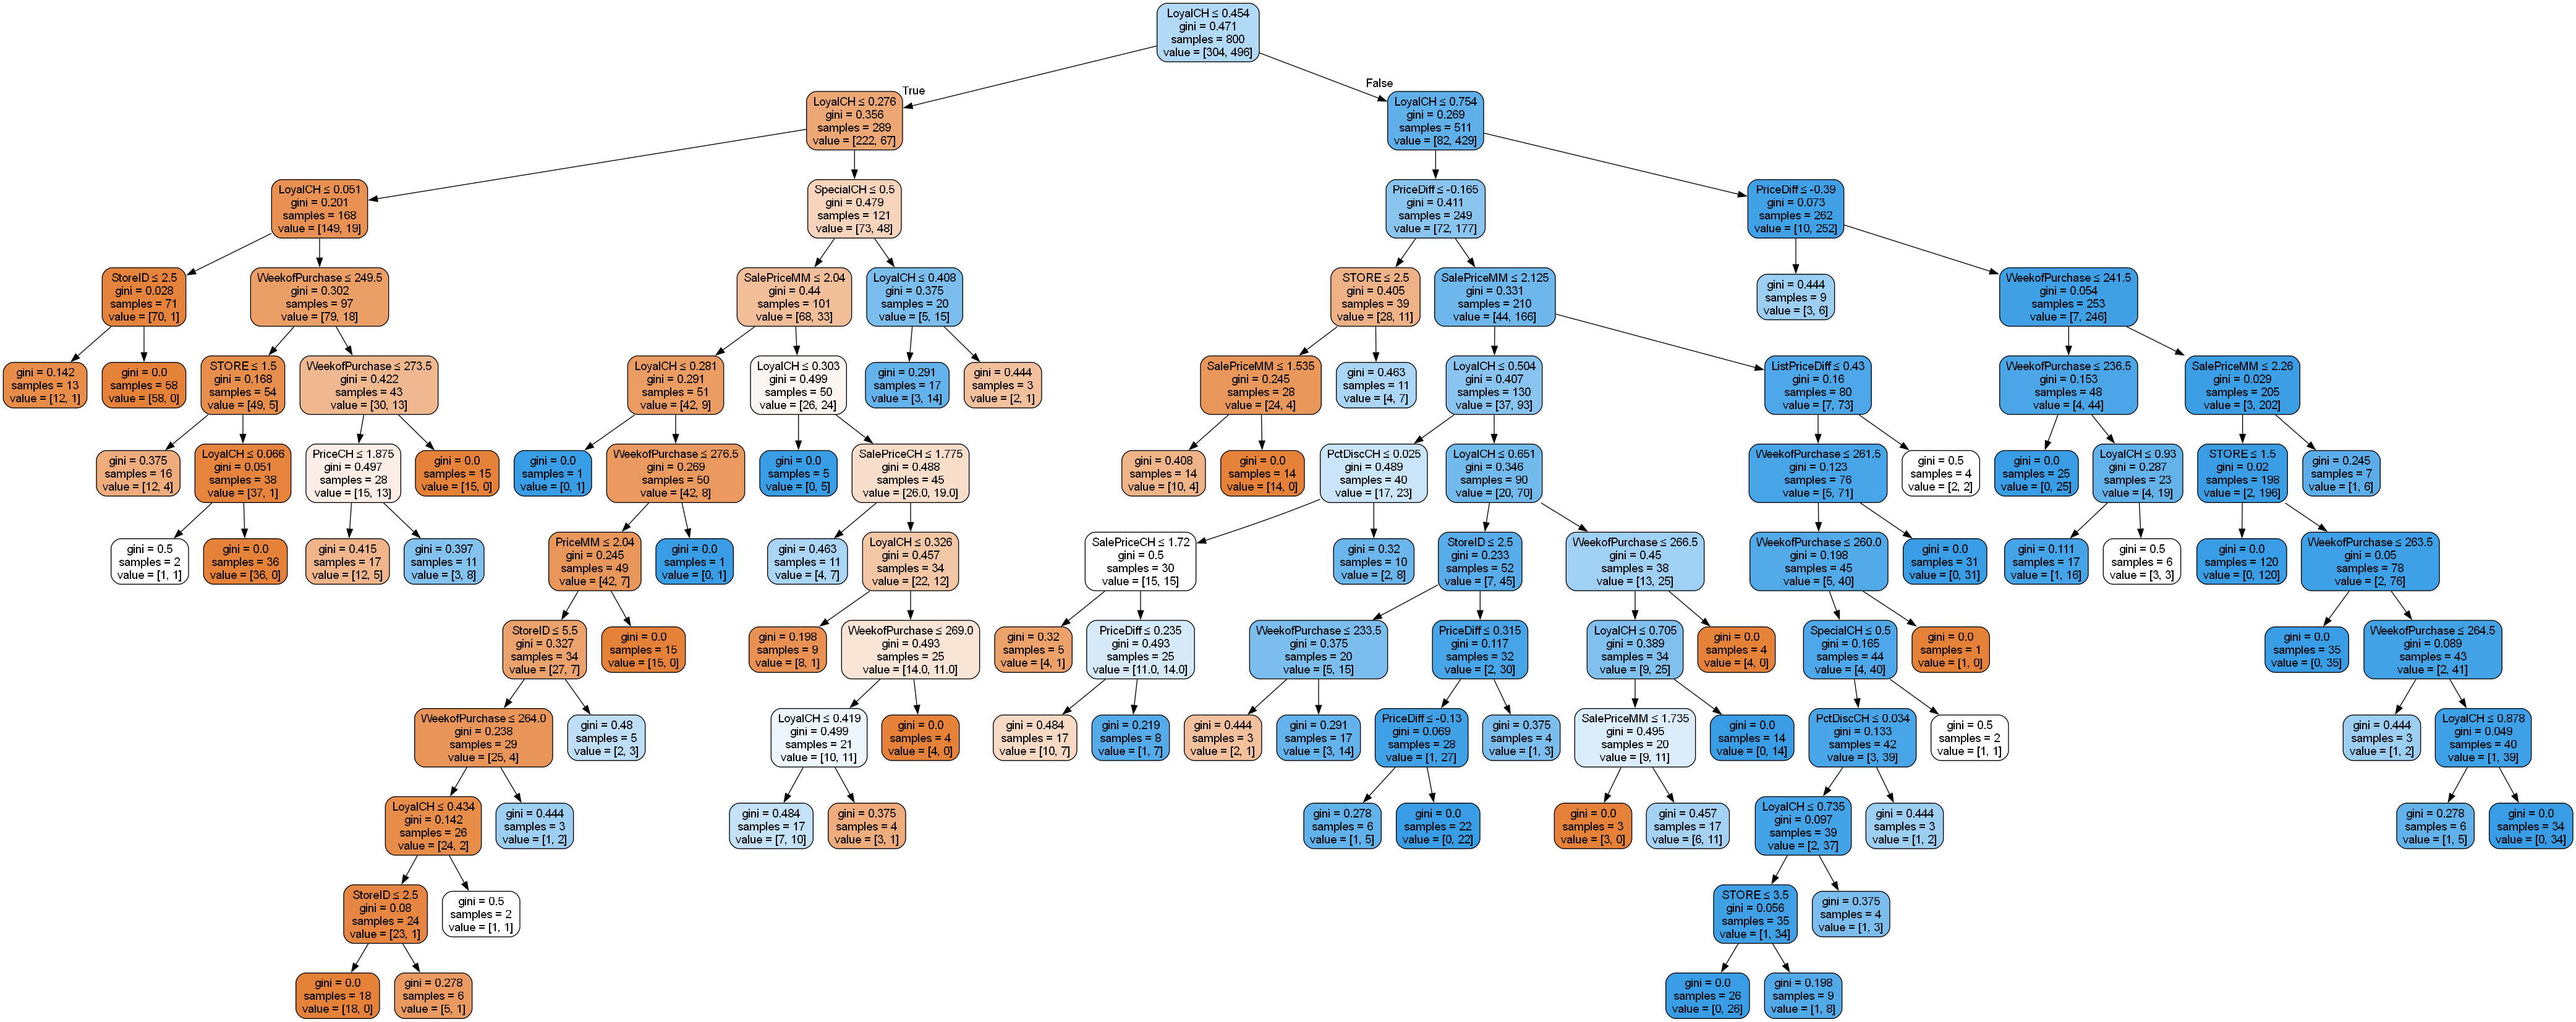 LoyalCH ≤ 0.454
gini = 0.471
samples = 800
value = [304, 496]
True
False
LoyalCH ≤ 0.276
gini = 0.356
samples = 289
value = [222, 67]
LoyalCH ≤ 0.754
gini = 0.269
samples = 511
value = [82, 429]
LoyalCH ≤ 0.051
gini = 0.201
samples = 168
value = [149, 19]
SpecialCH ≤ 0.5
gini = 0.479
samples = 121
value = [73, 48]
PriceDiff ≤ -0.165
gini = 0.411
samples = 249
value = [72, 177]
PriceDiff ≤ -0.39
gini = 0.073
samples = 262
value = [10, 252]
StoreID ≤ 2.5
gini = 0.028
samples = 71
value = [70, 1]
WeekofPurchase ≤ 249.5
gini = 0.302
samples = 97
value = [79, 18]
SalePriceMM ≤ 2.04
gini = 0.44
samples = 101
value = [68, 33]
LoyalCH ≤ 0.408
gini = 0.375
samples = 20
value = [5, 15]
STORE ≤ 2.5
gini = 0.405
samples = 39
value = [28, 11]
SalePriceMM ≤ 2.125
gini = 0.331
samples = 210
value = [44, 166]
gini = 0.444
samples = 9
value = [3, 6]
WeekofPurchase ≤ 241.5
gini = 0.054
samples = 253
value = [7, 246]
gini = 0.142
samples = 13
value = [12, 1]
gini = 0.0
samples = 58
value = [58, 0]
STORE ≤ 1.5
gini = 0.168
samples = 54
value = [49, 5]
WeekofPurchase ≤ 273.5
gini = 0.422
samples = 43
value = [30, 13]
LoyalCH ≤ 0.281
gini = 0.291
samples = 51
value = [42, 9]
LoyalCH ≤ 0.303
gini = 0.499
samples = 50
value = [26, 24]
gini = 0.291
samples = 17
value = [3, 14]
gini = 0.444
samples = 3
value = [2, 1]
SalePriceMM ≤ 1.535
gini = 0.245
samples = 28
value = [24, 4]
gini = 0.463
samples = 11
value = [4, 7]
LoyalCH ≤ 0.504
gini = 0.407
samples = 130
value = [37, 93]
ListPriceDiff ≤ 0.43
gini = 0.16
samples = 80
value = [7, 73]
WeekofPurchase ≤ 236.5
gini = 0.153
samples = 48
value = [4, 44]
SalePriceMM ≤ 2.26
gini = 0.029
samples = 205
value = [3, 202]
gini = 0.375
samples = 16
value = [12, 4]
LoyalCH ≤ 0.066
gini = 0.051
samples = 38
value = [37, 1]
PriceCH ≤ 1.875
gini = 0.497
samples = 28
value = [15, 13]
gini = 0.0
samples = 15
value = [15, 0]
gini = 0.0
samples = 1
value = [0, 1]
WeekofPurchase ≤ 276.5
gini = 0.269
samples = 50
value = [42, 8]
gini = 0.0
samples = 5
value = [0, 5]
SalePriceCH ≤ 1.775
gini = 0.488
samples = 45
value = [26.0, 19.0]
gini = 0.408
samples = 14
value = [10, 4]
gini = 0.0
samples = 14
value = [14, 0]
PctDiscCH ≤ 0.025
gini = 0.489
samples = 40
value = [17, 23]
LoyalCH ≤ 0.651
gini = 0.346
samples = 90
value = [20, 70]
WeekofPurchase ≤ 261.5
gini = 0.123
samples = 76
value = [5, 71]
gini = 0.5
samples = 4
value = [2, 2]
gini = 0.0
samples = 25
value = [0, 25]
LoyalCH ≤ 0.93
gini = 0.287
samples = 23
value = [4, 19]
STORE ≤ 1.5
gini = 0.02
samples = 198
value = [2, 196]
gini = 0.245
samples = 7
value = [1, 6]
gini = 0.5
samples = 2
value = [1, 1]
gini = 0.0
samples = 36
value = [36, 0]
gini = 0.415
samples = 17
value = [12, 5]
gini = 0.397
samples = 11
value = [3, 8]
PriceMM ≤ 2.04
gini = 0.245
samples = 49
value = [42, 7]
gini = 0.0
samples = 1
value = [0, 1]
gini = 0.463
samples = 11
value = [4, 7]
LoyalCH ≤ 0.326
gini = 0.457
samples = 34
value = [22, 12]
SalePriceCH ≤ 1.72
gini = 0.5
samples = 30
value = [15, 15]
gini = 0.32
samples = 10
value = [2, 8]
StoreID ≤ 2.5
gini = 0.233
samples = 52
value = [7, 45]
WeekofPurchase ≤ 266.5
gini = 0.45
samples = 38
value = [13, 25]
WeekofPurchase ≤ 260.0
gini = 0.198
samples = 45
value = [5, 40]
gini = 0.0
samples = 31
value = [0, 31]
gini = 0.111
samples = 17
value = [1, 16]
gini = 0.5
samples = 6
value = [3, 3]
gini = 0.0
samples = 120
value = [0, 120]
WeekofPurchase ≤ 263.5
gini = 0.05
samples = 78
value = [2, 76]
StoreID ≤ 5.5
gini = 0.327
samples = 34
value = [27, 7]
gini = 0.0
samples = 15
value = [15, 0]
gini = 0.198
samples = 9
value = [8, 1]
WeekofPurchase ≤ 269.0
gini = 0.493
samples = 25
value = [14.0, 11.0]
gini = 0.32
samples = 5
value = [4, 1]
PriceDiff ≤ 0.235
gini = 0.493
samples = 25
value = [11.0, 14.0]
WeekofPurchase ≤ 233.5
gini = 0.375
samples = 20
value = [5, 15]
PriceDiff ≤ 0.315
gini = 0.117
samples = 32
value = [2, 30]
LoyalCH ≤ 0.705
gini = 0.389
samples = 34
value = [9, 25]
gini = 0.0
samples = 4
value = [4, 0]
SpecialCH ≤ 0.5
gini = 0.165
samples = 44
value = [4, 40]
gini = 0.0
samples = 1
value = [1, 0]
gini = 0.0
samples = 35
value = [0, 35]
WeekofPurchase ≤ 264.5
gini = 0.089
samples = 43
value = [2, 41]
WeekofPurchase ≤ 264.0
gini = 0.238
samples = 29
value = [25, 4]
gini = 0.48
samples = 5
value = [2, 3]
LoyalCH ≤ 0.419
gini = 0.499
samples = 21
value = [10, 11]
gini = 0.0
samples = 4
value = [4, 0]
gini = 0.484
samples = 17
value = [10, 7]
gini = 0.219
samples = 8
value = [1, 7]
gini = 0.444
samples = 3
value = [2, 1]
gini = 0.291
samples = 17
value = [3, 14]
PriceDiff ≤ -0.13
gini = 0.069
samples = 28
value = [1, 27]
gini = 0.375
samples = 4
value = [1, 3]
SalePriceMM ≤ 1.735
gini = 0.495
samples = 20
value = [9, 11]
gini = 0.0
samples = 14
value = [0, 14]
PctDiscCH ≤ 0.034
gini = 0.133
samples = 42
value = [3, 39]
gini = 0.5
samples = 2
value = [1, 1]
gini = 0.444
samples = 3
value = [1, 2]
LoyalCH ≤ 0.878
gini = 0.049
samples = 40
value = [1, 39]
LoyalCH ≤ 0.434
gini = 0.142
samples = 26
value = [24, 2]
gini = 0.444
samples = 3
value = [1, 2]
gini = 0.484
samples = 17
value = [7, 10]
gini = 0.375
samples = 4
value = [3, 1]
gini = 0.278
samples = 6
value = [1, 5]
gini = 0.0
samples = 22
value = [0, 22]
gini = 0.0
samples = 3
value = [3, 0]
gini = 0.457
samples = 17
value = [6, 11]
LoyalCH ≤ 0.735
gini = 0.097
samples = 39
value = [2, 37]
gini = 0.444
samples = 3
value = [1, 2]
gini = 0.278
samples = 6
value = [1, 5]
gini = 0.0
samples = 34
value = [0, 34]
StoreID ≤ 2.5
gini = 0.08
samples = 24
value = [23, 1]
gini = 0.5
samples = 2
value = [1, 1]
STORE ≤ 3.5
gini = 0.056
samples = 35
value = [1, 34]
gini = 0.375
samples = 4
value = [1, 3]
gini = 0.0
samples = 18
value = [18, 0]
gini = 0.278
samples = 6
value = [5, 1]
gini = 0.0
samples = 26
value = [0, 26]
gini = 0.198
samples = 9
value = [1, 8]